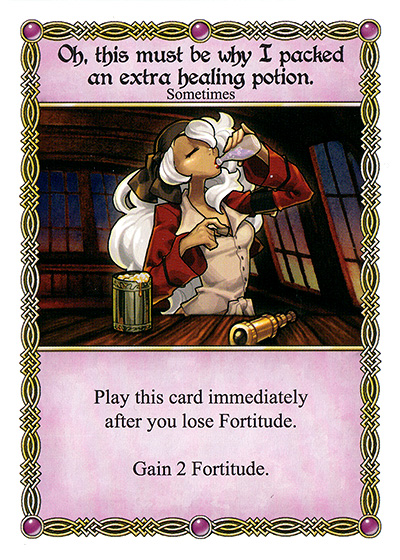 Oh, this must be why I packed
an extra healing potion.
Sometimes
Play this card immediately
after you lose Fortitude.
Gain 2 Fortitude.